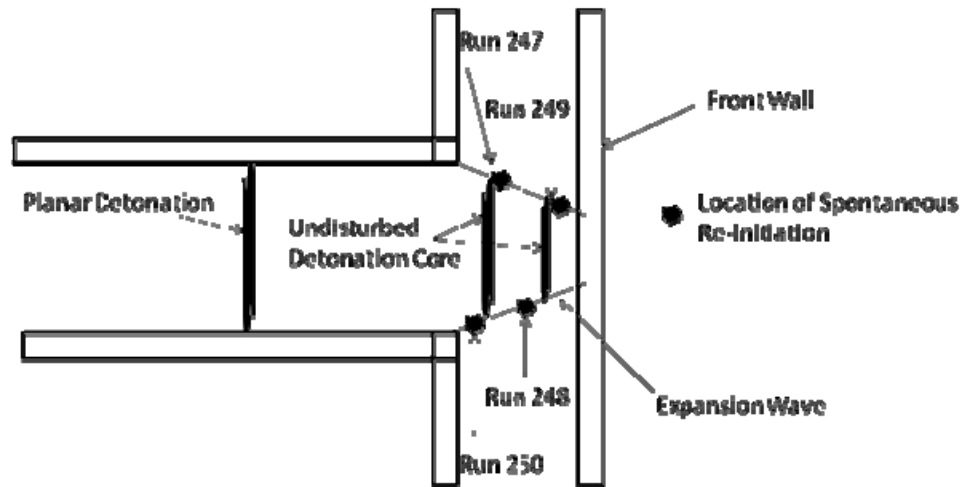 Run 247
Run 249
Front Wall
Planar Detonation
Undisturbed
Detonation Core
Location of Spontaneous
Re-initiation
Run 248
Expansion Wave
Run 250